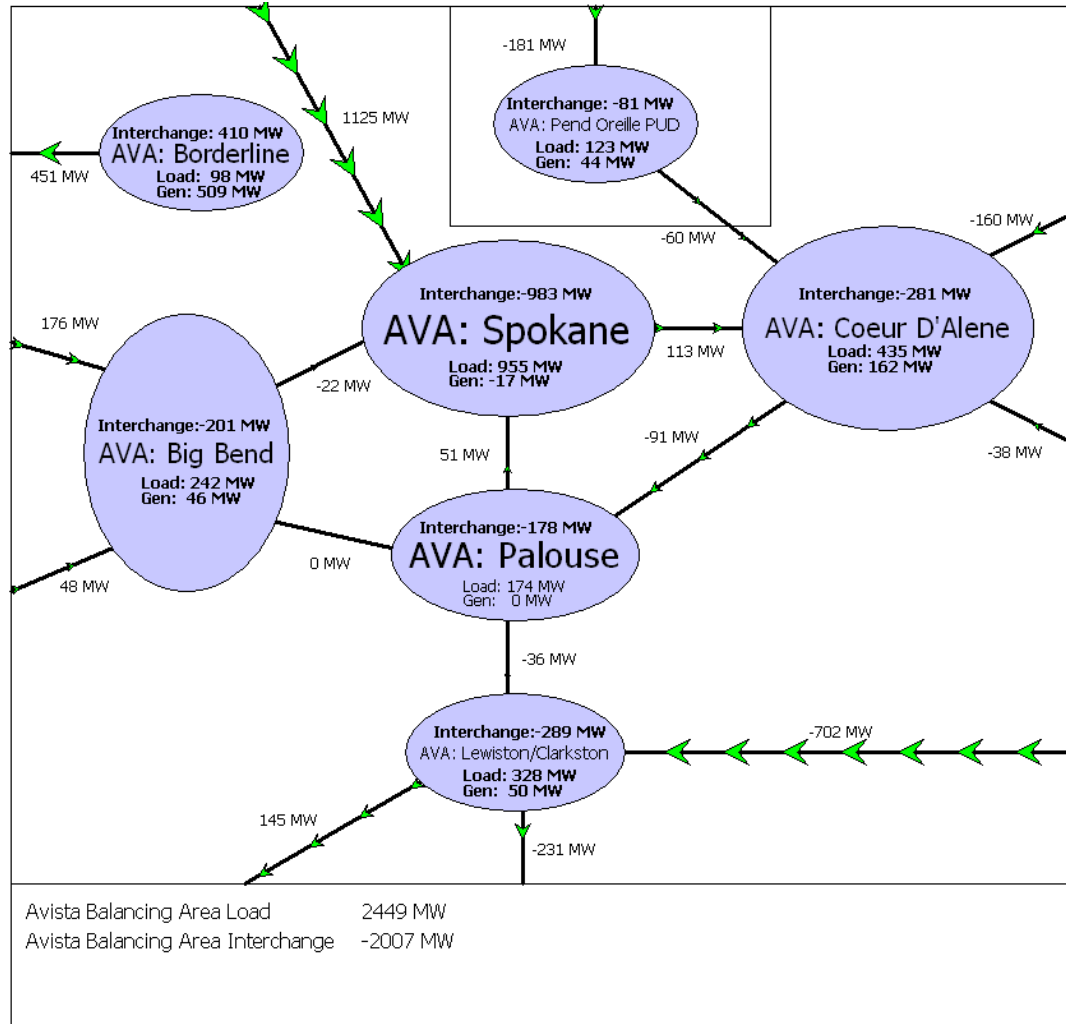 -181 MW
Interchange: -81 MW
AVA: Pend Oreille PUD
Load: 123 MW
Gen: 44 MW
1125 MW
Interchange: 410 MW
AVA: Borderline
Load: 98 MW
Gen: 509 MW
451 MW
-60 MW
-160 MW
Interchange:-983 MW
AVA: Spokane
Load: 955 MW
Gen: -17 MW
Interchange:-281 MW
AVA: Coeur D'Alene
Load: 435 MW
Gen: 162 MW
176 MW
113 MW
-22 MW
Interchange:-201 MW
AVA: Big Bend
Load: 242 MW
Gen: 46 MW
51 MW
-91 MW
-38 MW
Interchange:-178 MW
AVA: Palouse
Load: 174 MW
Gen: 0 MW
0 MW
48 MW
-36 MW
Interchange:-289 MW
AVA: Lewiston/Clarkston
Load: 328 MW
Gen: 50 MW
-702 MW
145 MW
-231 MW
Avista Balancing Area Load 2449 MW
Avista Balancing Area Interchange -2007 MW